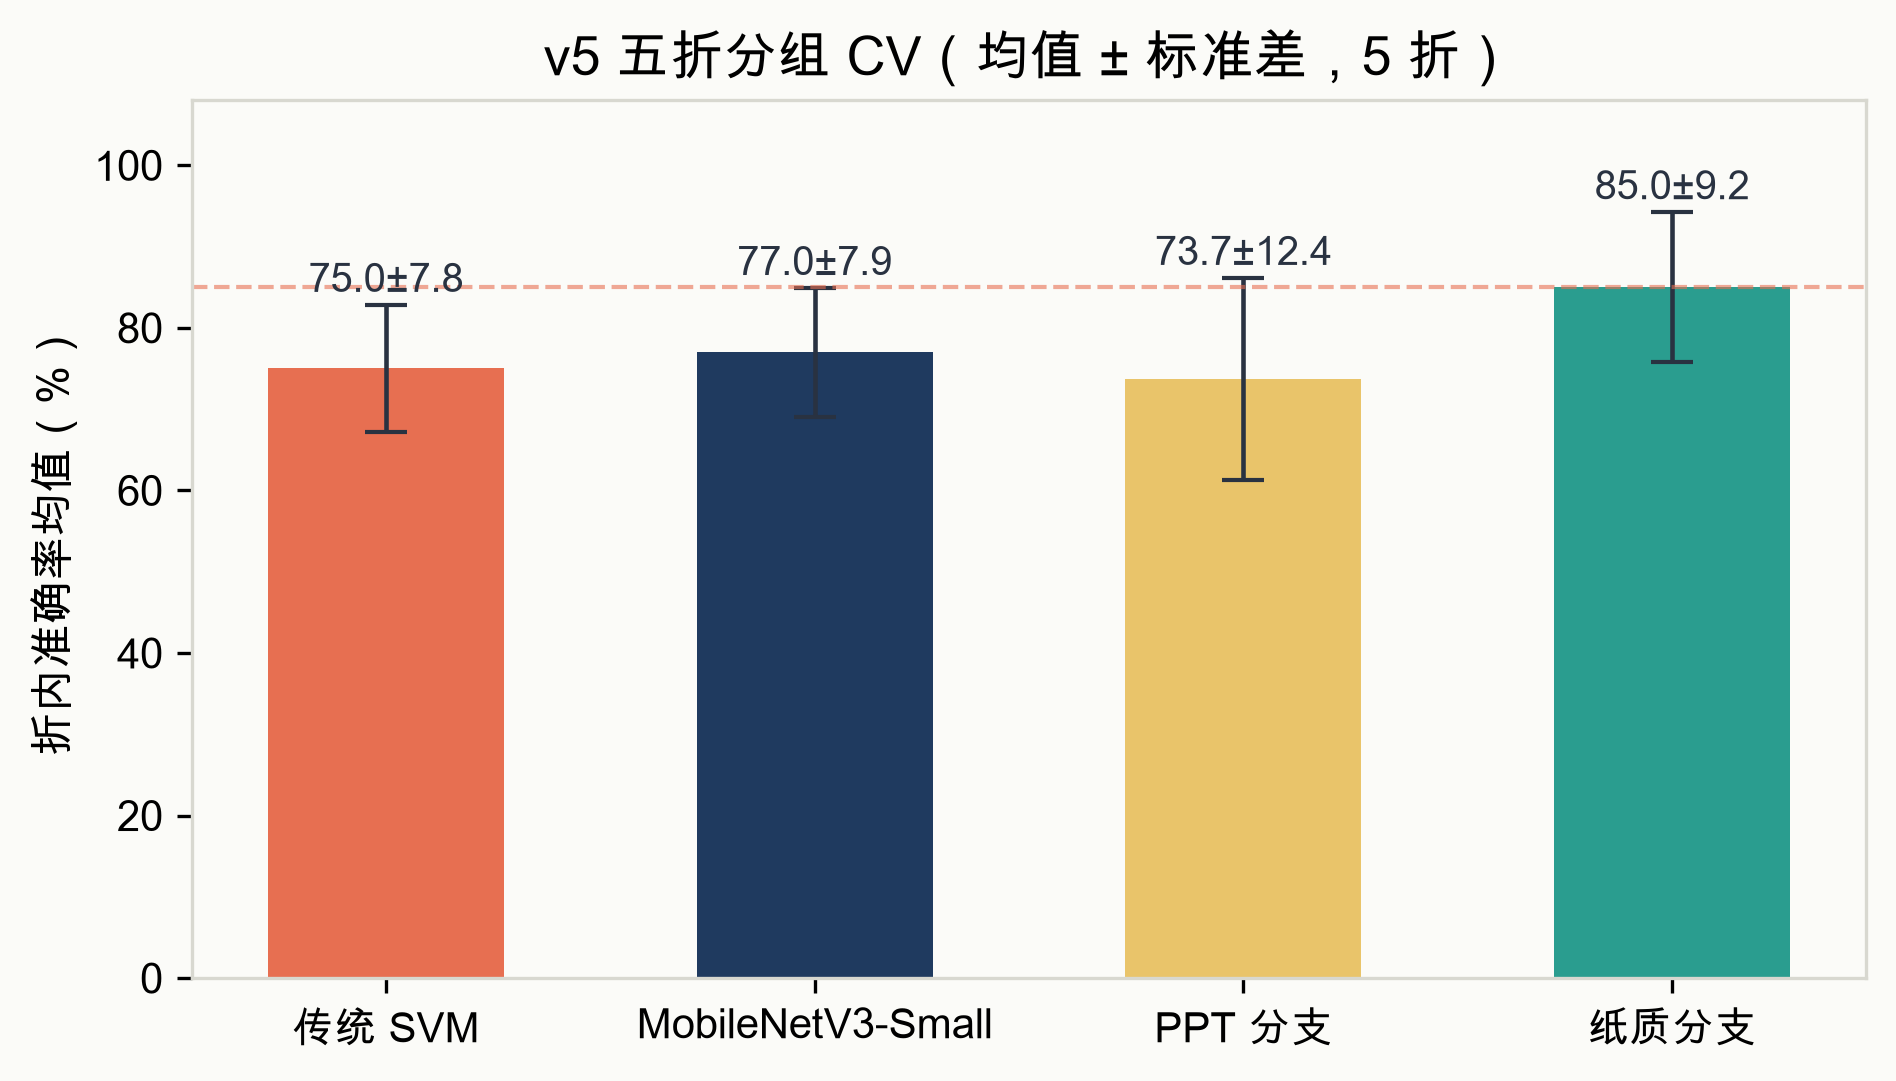 v5 五折分组 CV（均值 ± 标准差，5 折）
折内准确率均值（%）
100
80
60
40
20
0
75.0±7.8
77.0±7.9
73.7±12.4
85.0±9.2
传统 SVM
MobileNetV3-Small
PPT 分支
纸质分支